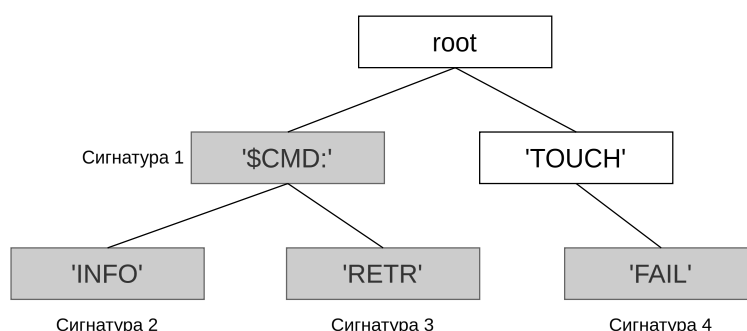 root
Сигнатура 1
'$CMD:'
'TOUCH'
'INFO'
'RETR'
'FAIL'
Сигнатура 2
Сигнатура 3
Сигнатура 4